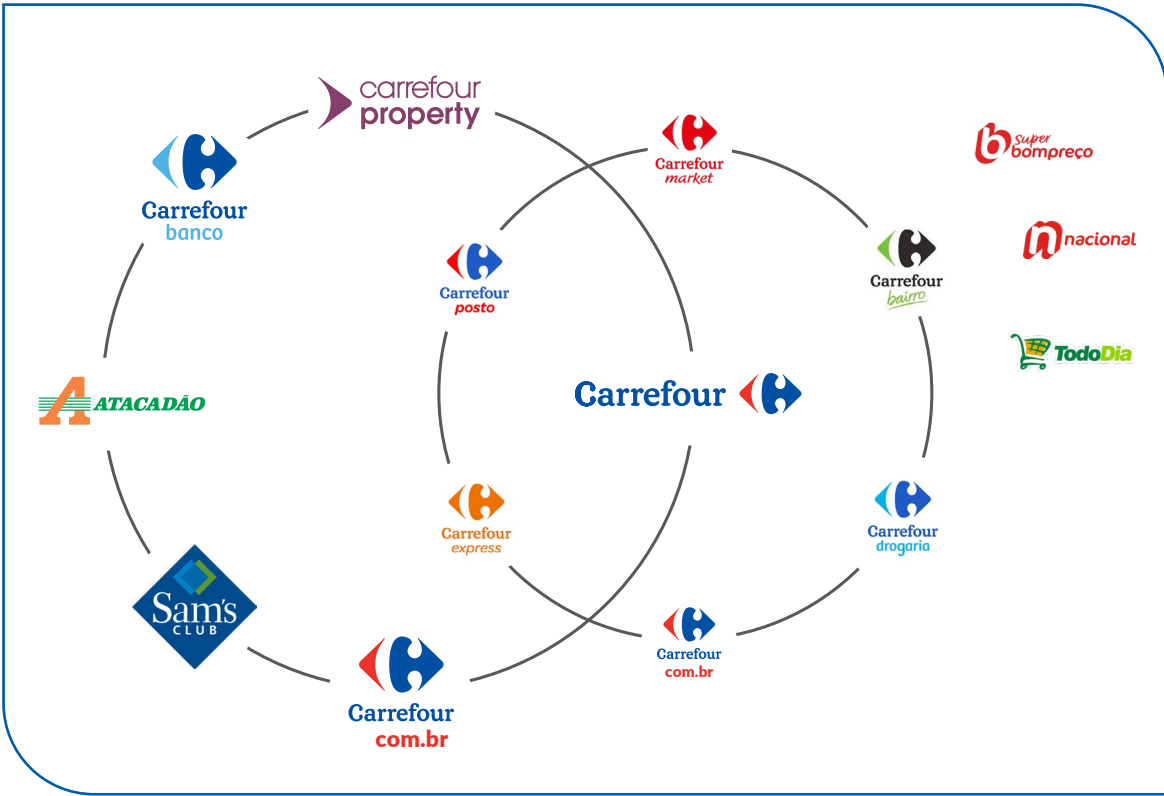 carrefour
property
Carrefour
market
Super
bompreço
Carrefour
banco
nacional
Carrefour
posto
Carrefour
bairro
TodoDia
ATACADÃO
Carrefour
Carrefour
express
Carrefour
drogaria
Sam's
CLUB
Carrefour
com.br
Carrefour
com.br